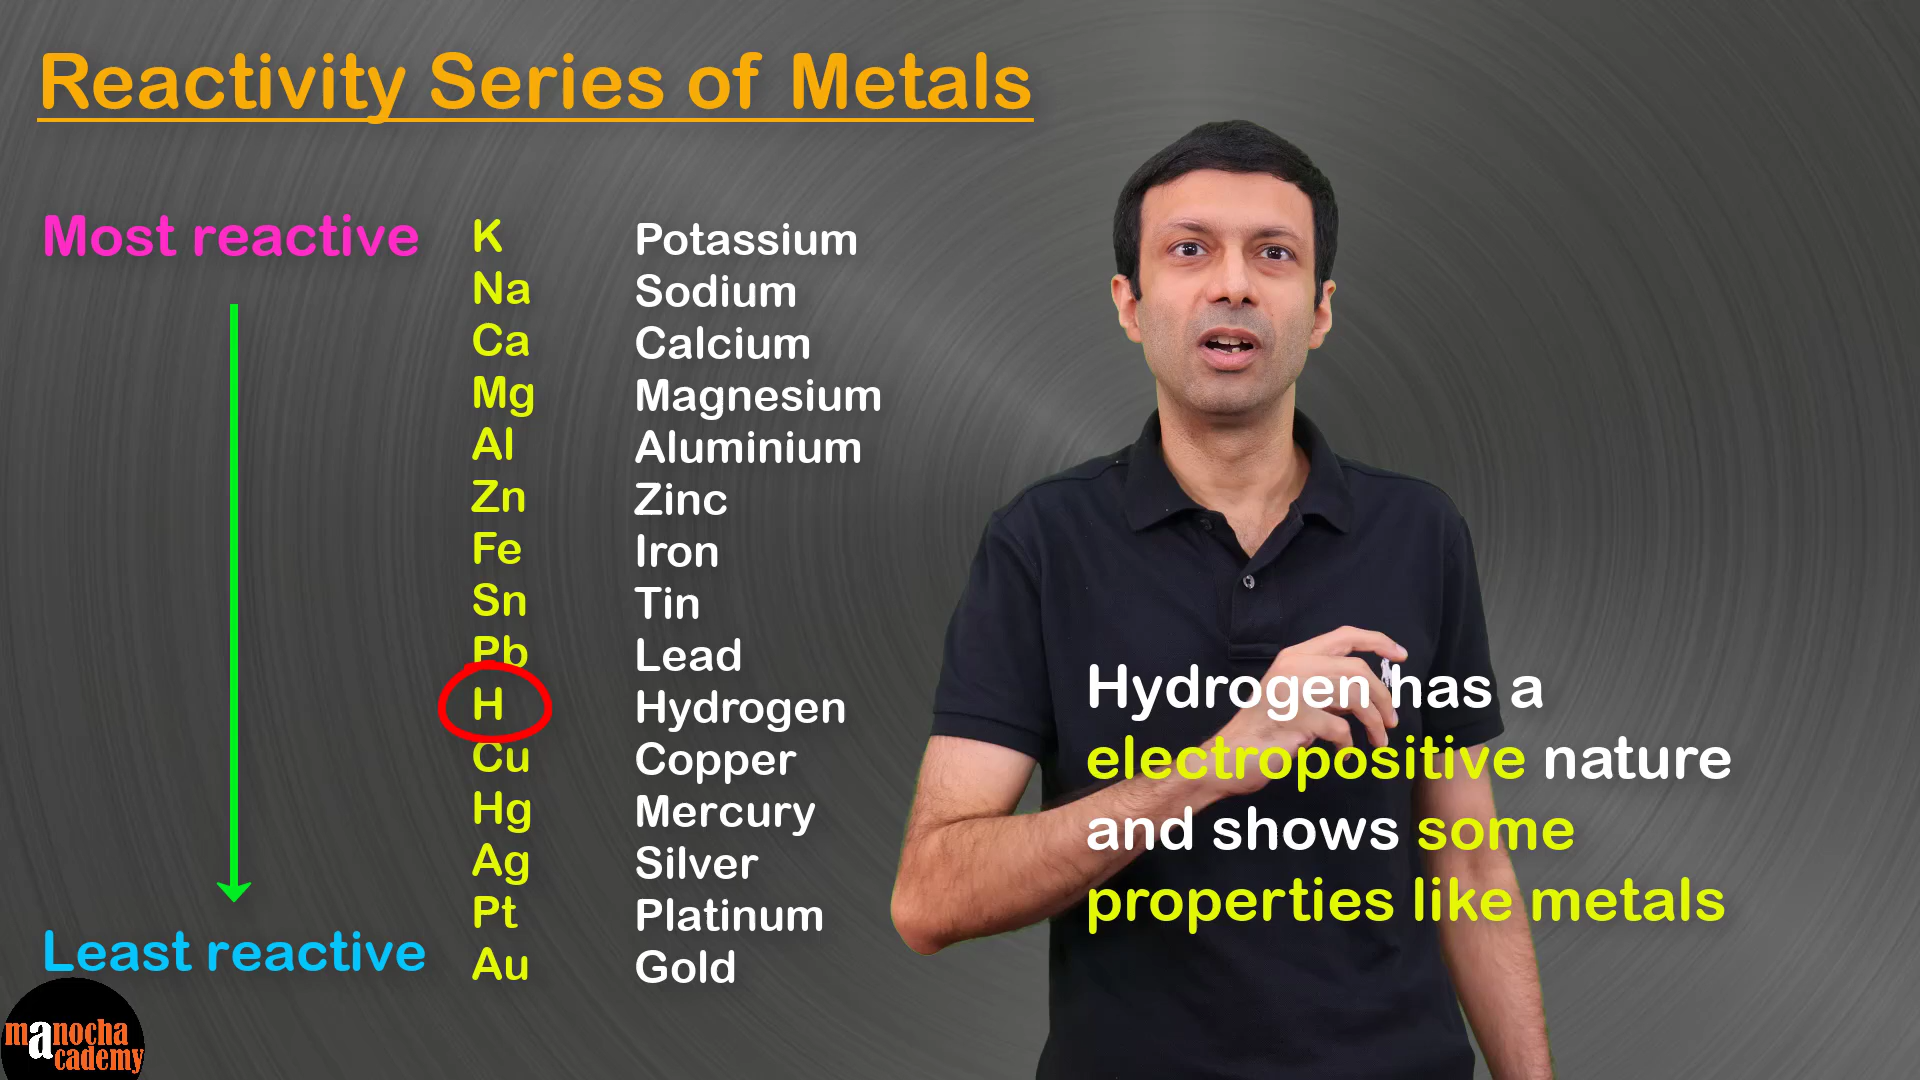 Reactivity Series of Metals
Most reactive
K Potassium
Na Sodium
Ca Calcium
Mg Magnesium
Al Aluminium
Zn Zinc
Fe Iron
Sn Tin
Pb Lead
H Hydrogen
Cu Copper
Hg Mercury
Ag Silver
Pt Platinum
Au Gold
Least reactive
Hydrogen has a
electropositive nature
and shows some
properties like metals
manocha
academy